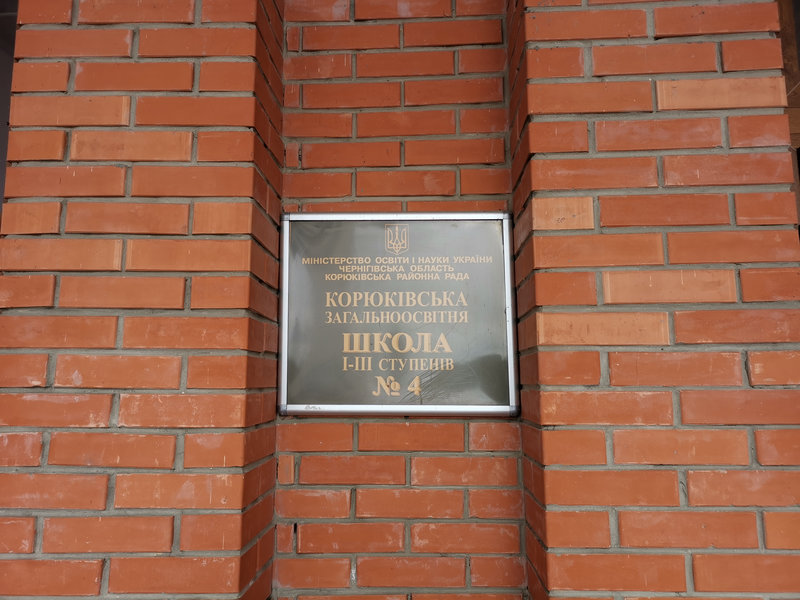 МІНІСТЕРСТВО ОСВІТИ І НАУКИ УКРАЇНИ
ЧЕРНІГІВСЬКА ОБЛАСТЬ
КОРЮКІВСЬКА РАЙОННА РАДА
КОРЮКІВСЬКА
ЗАГАЛЬНООСВІТНЯ
ШКОЛА
І-ІІІ СТУПЕНІВ
№ 4